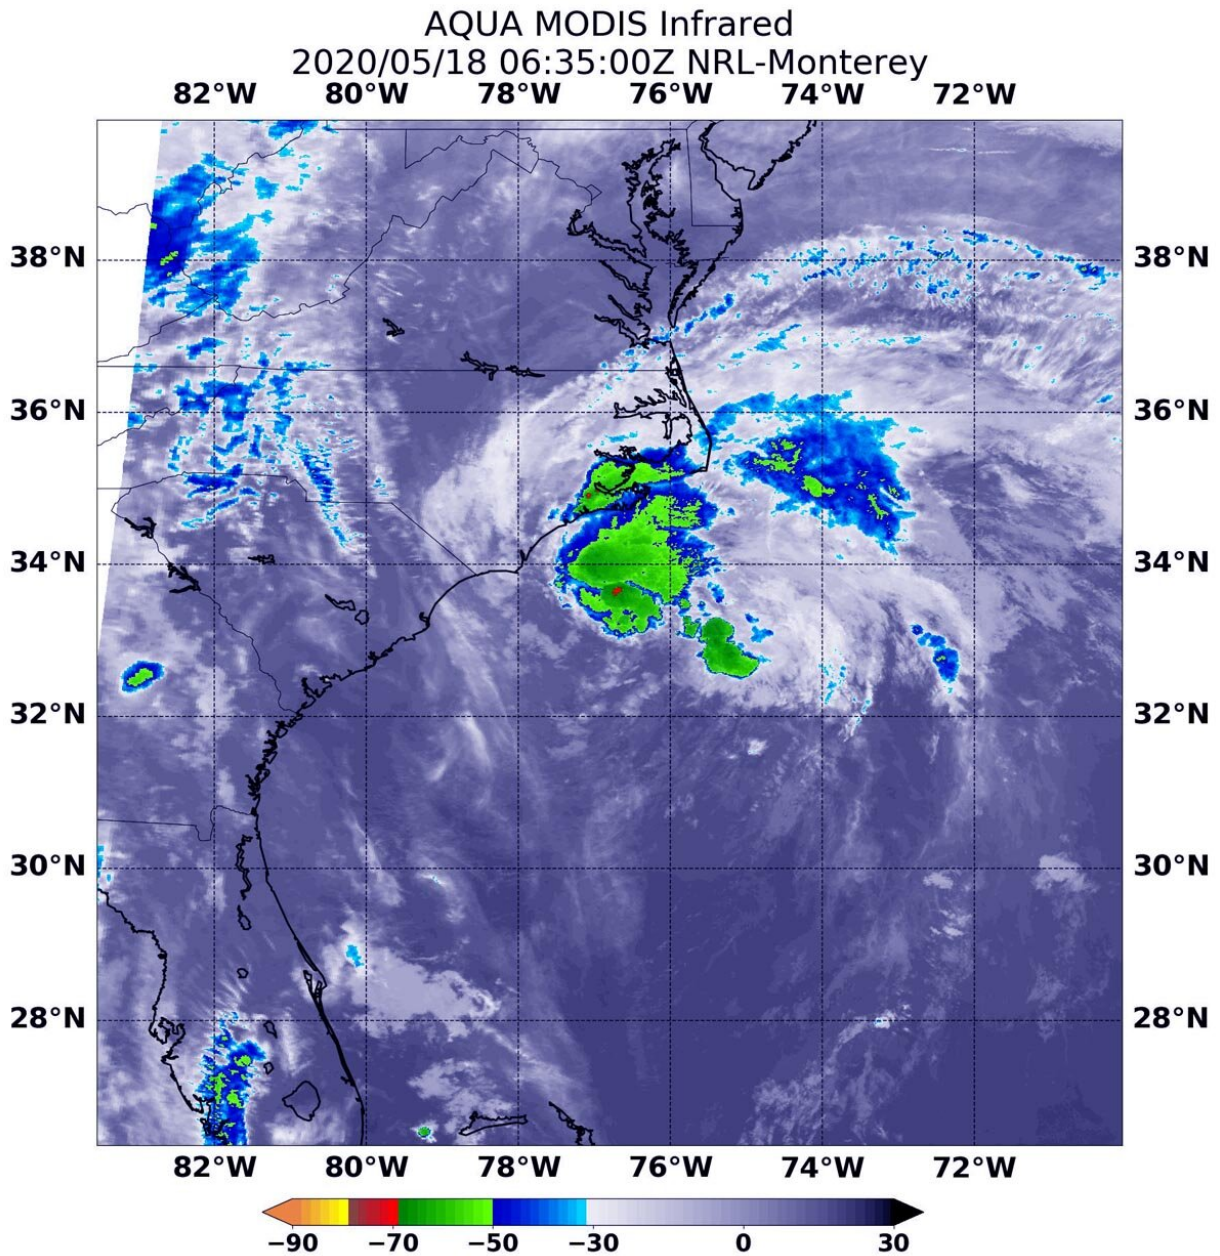 AQUA MODIS Infrared
2020/05/18 06:35:00Z NRL-Monterey
82°W 80°W 78°W 76°W 74°W 72°W
38°N 38°N
36°N 36°N
34°N 34°N
32°N 32°N
30°N 30°N
28°N 28°N
82°W 80°W 78°W 76°W 74°W 72°W
−90 −70 −50 −30 0 30